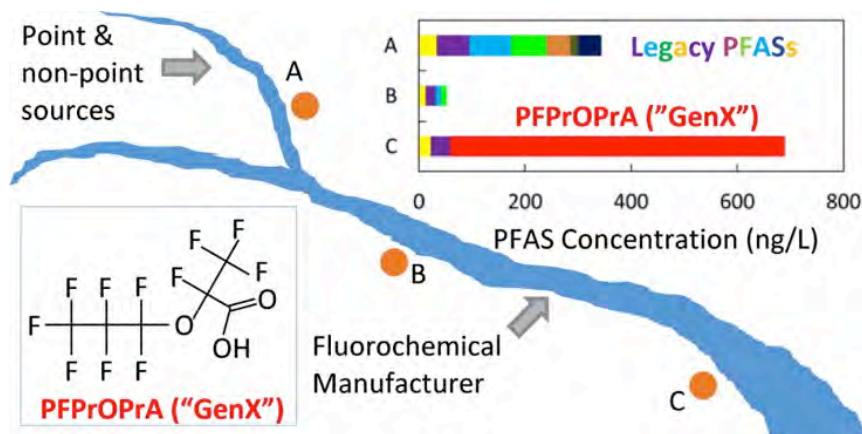 Point &
non-point
sources
A
B
Fluorochemical
Manufacturer
C
A
Legacy PFASs
B
PFPrOPrA ("GenX")
C
0 200 400 600 800
PFAS Concentration (ng/L)
F F F
F
F F F
O
F
F
F
F
O
OH
PFPrOPrA ("GenX")